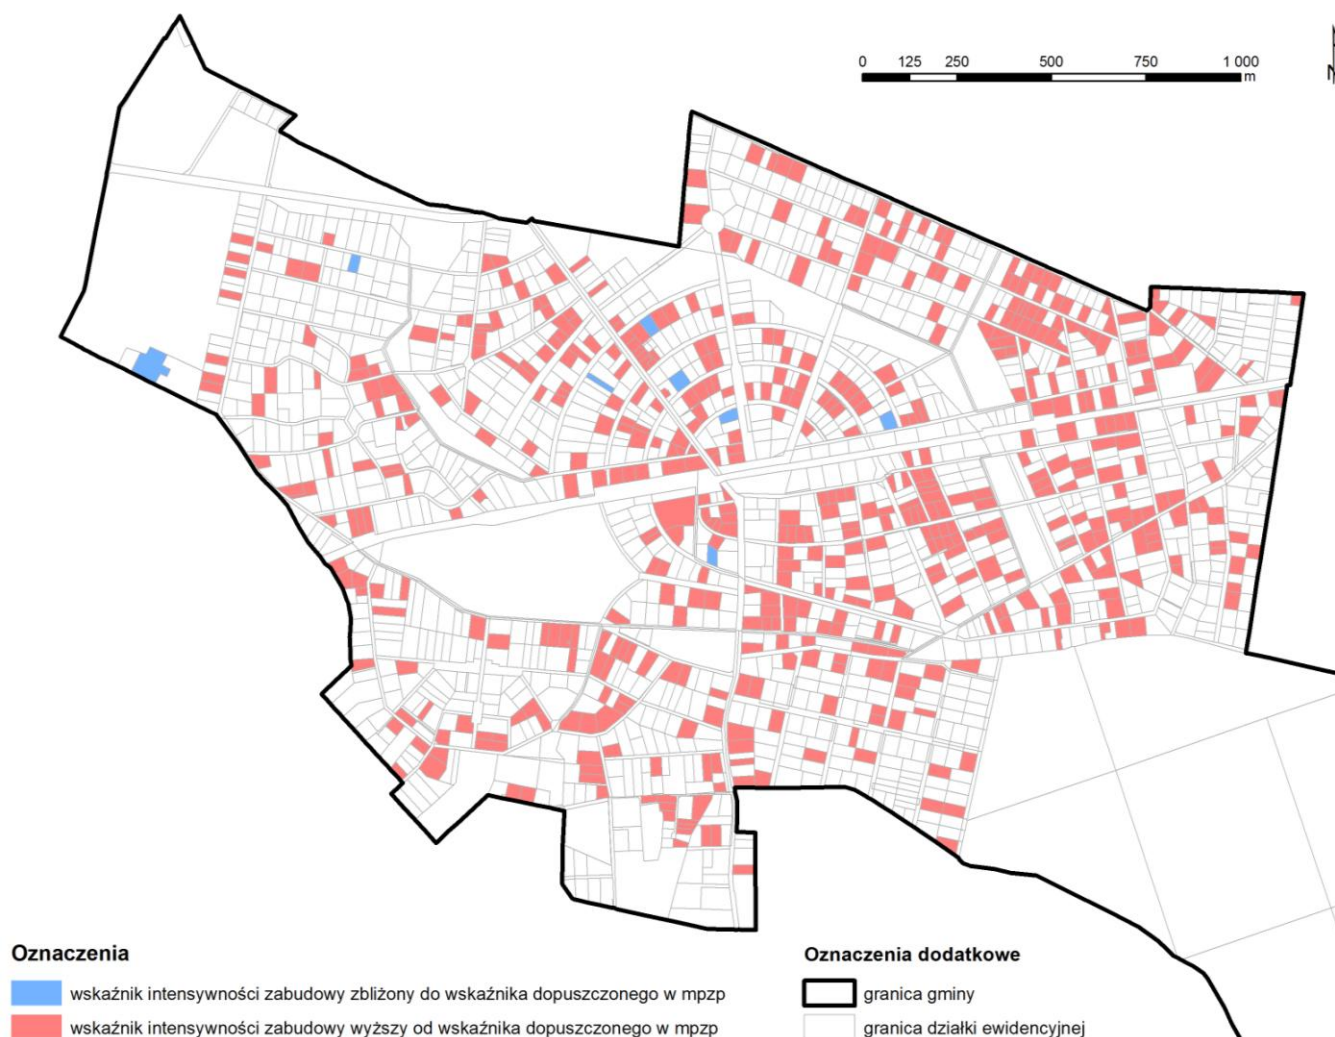 0 125 250 500 750 1 000
m
N
Oznaczenia
wskaźnik intensywności zabudowy zbliżony do wskaźnika dopuszczonego w mpzp
wskaźnik intensywności zabudowy wyższy od wskaźnika dopuszczonego w mpzp
Oznaczenia dodatkowe
granica gminy
granica działki ewidencyjnej